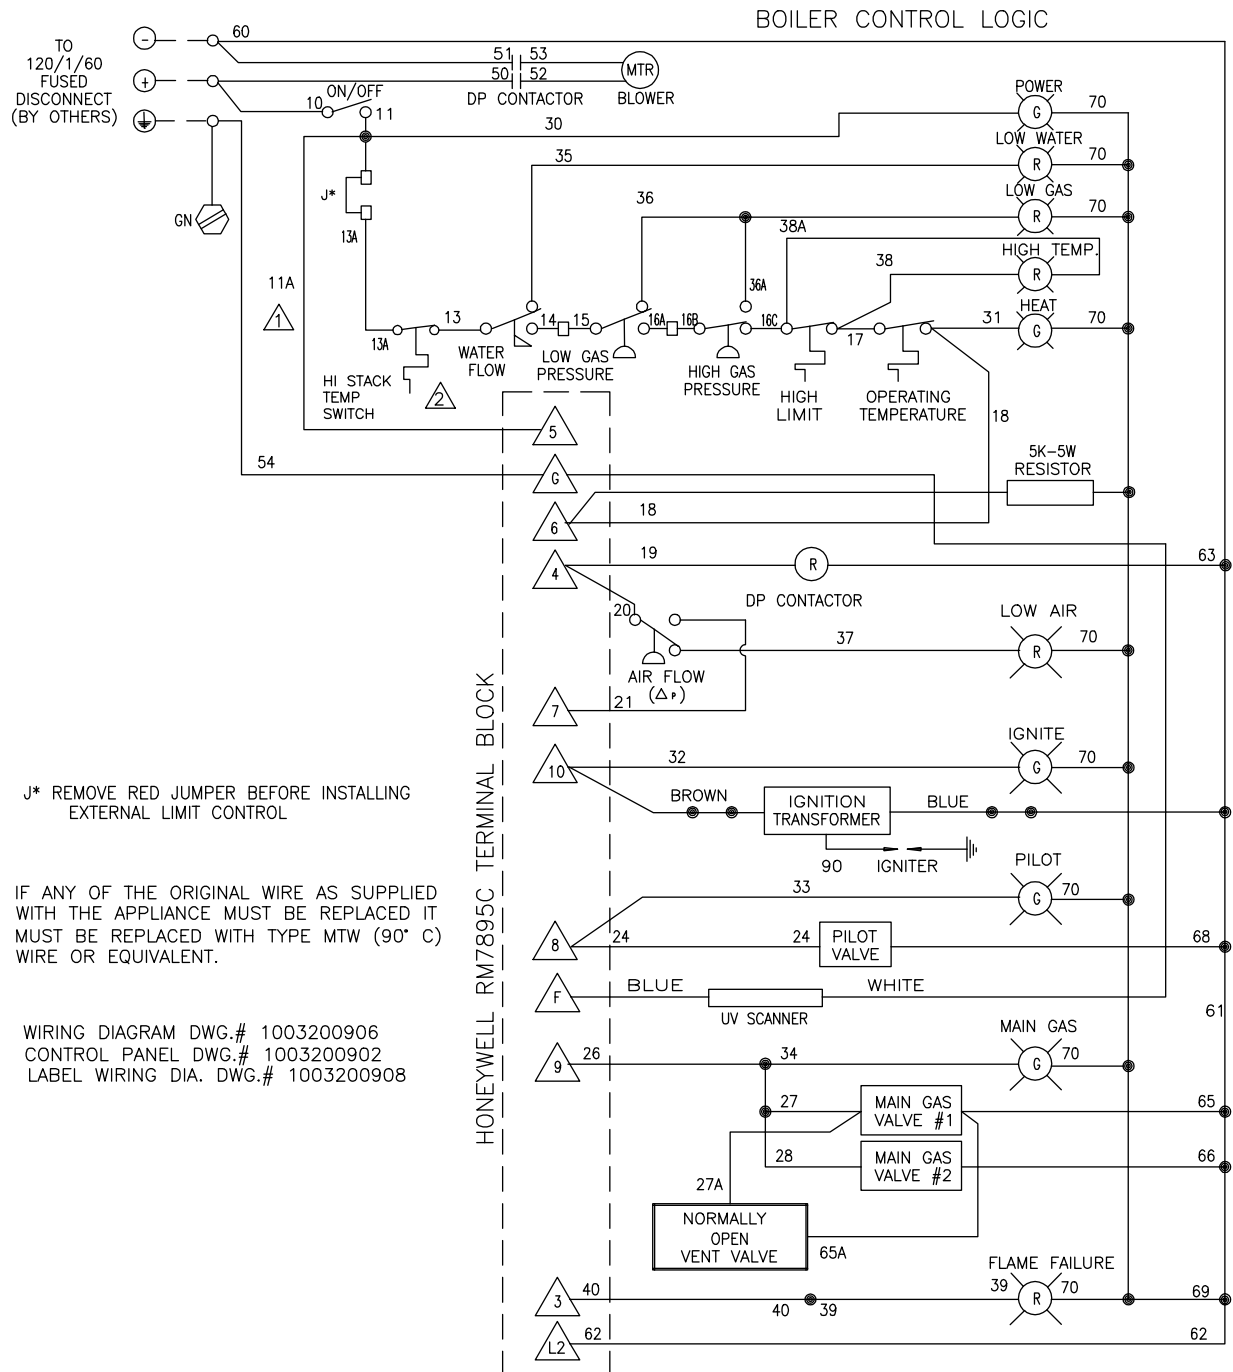 BOILER CONTROL LOGIC
TO
120/1/60
FUSED
DISCONNECT
(BY OTHERS)
-
60
+
51 53
50 52
MTR
DP CONTACTOR
BLOWER
ON/OFF
10
11
30
POWER
G
70
LOW WATER
35
R
70
LOW GAS
36
R
70
J*
GN
13A
38A
HIGH TEMP.
38
R
11A
1
36A
HEAT
13A
13
14
15
16A
16B
16C
17
31
G
70
HI STACK
TEMP
SWITCH
2
WATER
FLOW
LOW GAS
PRESSURE
HIGH GAS
PRESSURE
HIGH
LIMIT
OPERATING
TEMPERATURE
18
5
54
G
5K-5W
RESISTOR
6
18
4
19
R
63
DP CONTACTOR
20
LOW AIR
37
R
70
AIR FLOW
(△P)
7
21
HONEYWELL RM7895C TERMINAL BLOCK
10
32
IGNITE
G
70
BROWN
IGNITION
TRANSFORMER
BLUE
90
IGNITER
J* REMOVE RED JUMPER BEFORE INSTALLING
EXTERNAL LIMIT CONTROL
PILOT
33
G
70
8
24
24
PILOT
VALVE
68
IF ANY OF THE ORIGINAL WIRE AS SUPPLIED
WITH THE APPLIANCE MUST BE REPLACED IT
MUST BE REPLACED WITH TYPE MTW (90° C)
WIRE OR EQUIVALENT.
F
BLUE
WHITE
UV SCANNER
61
WIRING DIAGRAM DWG.# 1003200906
CONTROL PANEL DWG.# 1003200902
LABEL WIRING DIA. DWG.# 1003200908
9
26
34
MAIN GAS
G
70
27
MAIN GAS
VALVE #1
65
28
MAIN GAS
VALVE #2
66
27A
NORMALLY
OPEN
VENT VALVE
65A
FLAME FAILURE
3
40
40
39
39
R
70
69
L2
62
62